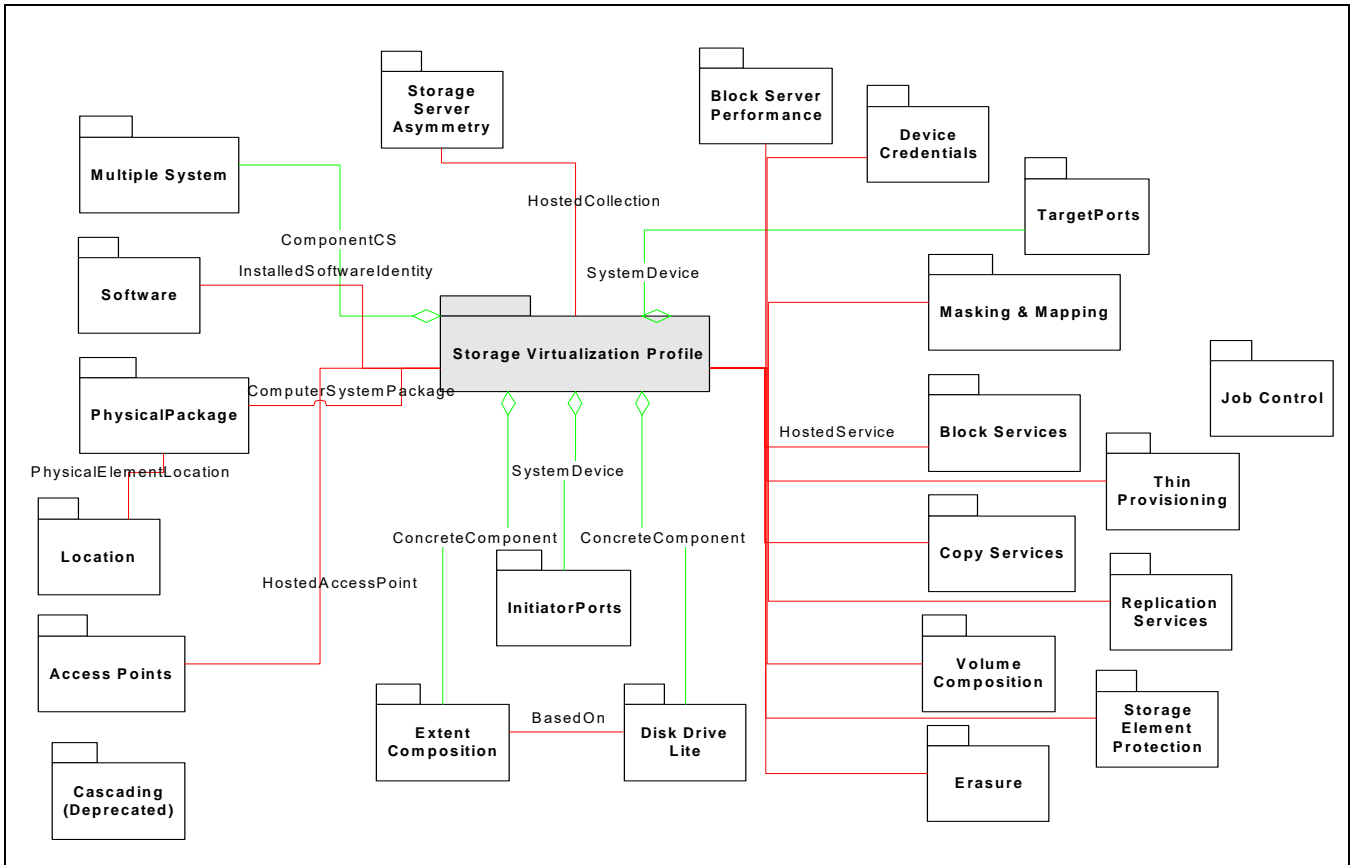 Storage
Server
Asymmetry
Block Server
Performance
Device
Credentials
Multiple System
TargetPorts
HostedCollection
ComponentCS
InstalledSoftwareIdentity
SystemDevice
Software
Masking & Mapping
Storage Virtualization Profile
ComputerSystemPackage
PhysicalPackage
Job Control
HostedService
Block Services
PhysicalElementLocation
SystemDevice
Thin
Provisioning
ConcreteComponent
ConcreteComponent
Location
Copy Services
HostedAccessPoint
InitiatorPorts
Replication
Services
Access Points
Volume
Composition
BasedOn
Extent
Composition
Disk Drive
Lite
Storage
Element
Protection
Cascading
(Deprecated)
Erasure